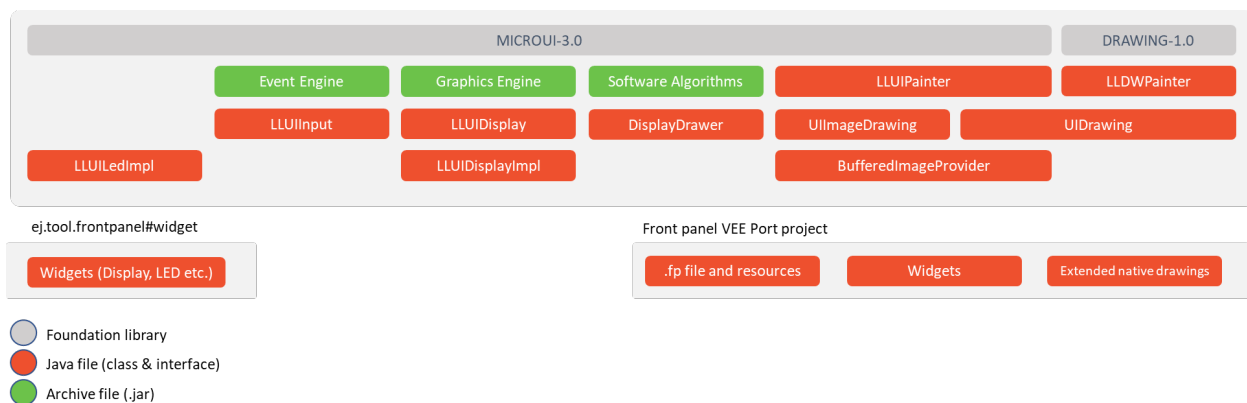 MICROUI-3.0
DRAWING-1.0
Event Engine
Graphics Engine
Software Algorithms
LLUIPainter
LLDWPainter
LLUIInput
LLUIDisplay
DisplayDrawer
UIImageDrawing
UIDrawing
LLUILedImpl
LLUIDisplayImpl
BufferedImageProvider
ej.tool.frontpanel#widget
Widgets (Display, LED etc.)
Front panel VEE Port project
.fp file and resources
Widgets
Extended native drawings
Foundation library
Java file (class & interface)
Archive file (.jar)